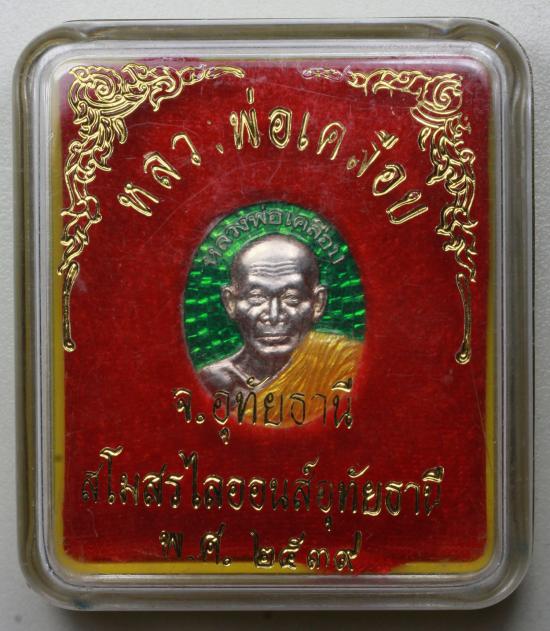 หลวงพ่อเคลือบ
หลวงพ่อเคลือบ
จ.อุทัยธานี
สโมสรไลออนส์อุทัยธานี
พ.ศ. ๒๕๓๙